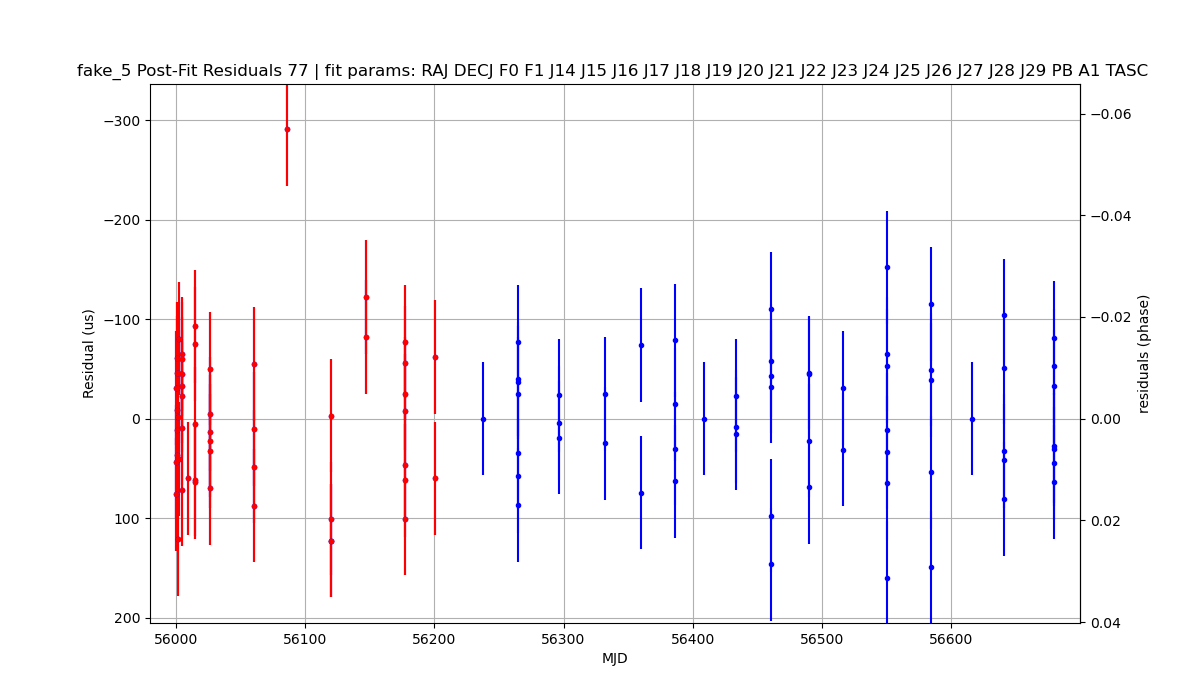 fake_5 Post-Fit Residuals 77 | fit params: RAJ DECJ F0 F1 J14 J15 J16 J17 J18 J19 J20 J21 J22 J23 J24 J25 J26 J27 J28 J29 PB A1 TASC
−300
−200
−100
0
100
200
Residual (us)
−0.06
−0.04
−0.02
0.00
0.02
0.04
residuals (phase)
56000 56100 56200 56300 56400 56500 56600
MJD